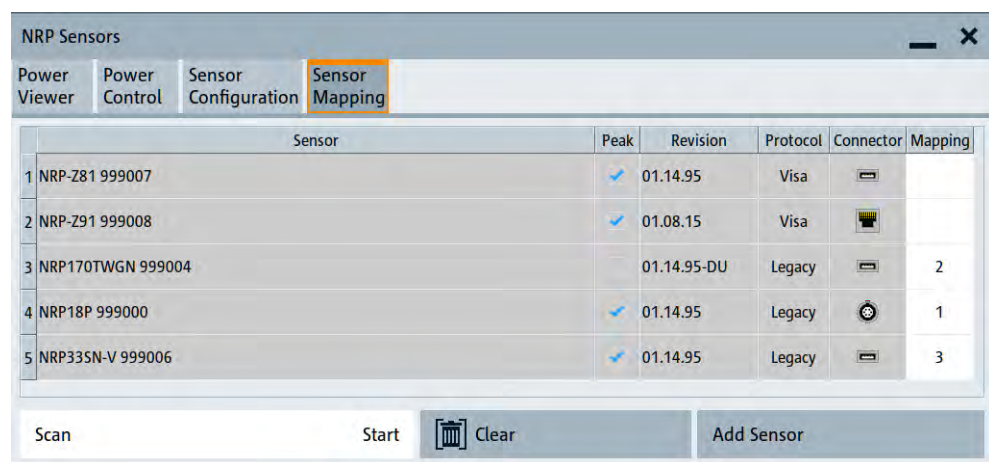 NRP Sensors
Power Viewer
Power Control
Sensor Configuration
Sensor Mapping
Sensor Peak Revision Protocol Connector Mapping
1 NRP-Z81 999007 01.14.95 Visa
2 NRP-Z91 999008 01.08.15 Visa
3 NRP170TWGN 999004 01.14.95-DU Legacy 2
4 NRP18P 999000 01.14.95 Legacy 1
5 NRP33SN-V 999006 01.14.95 Legacy 3
Scan Start Clear Add Sensor